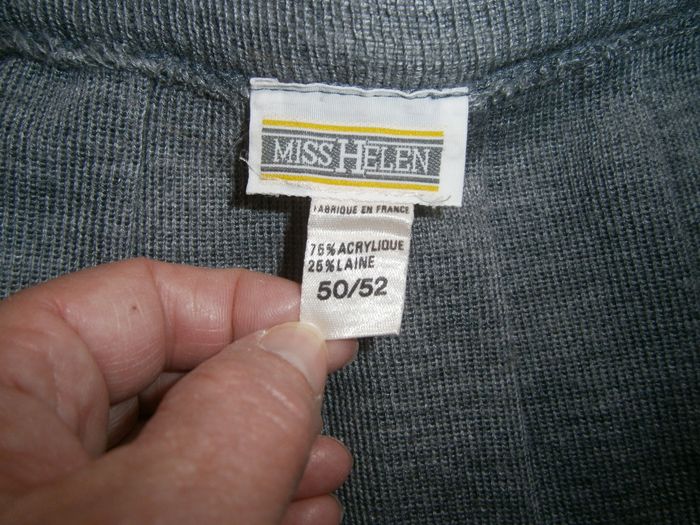 MISS HELEN
FABRIQUE EN FRANCE
75% ACRYLIQUE
25% LAINE
50/52